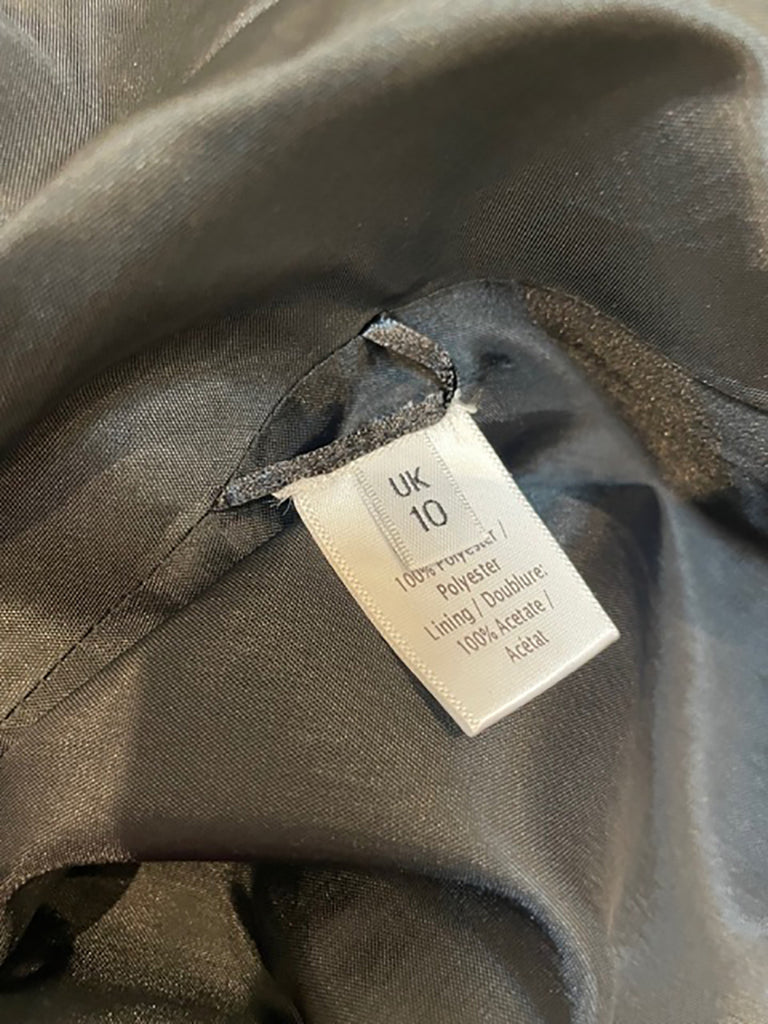 UK
10
100% Polyester /
Polyester
Lining / Doublure:
100% Acetate /
Acétat